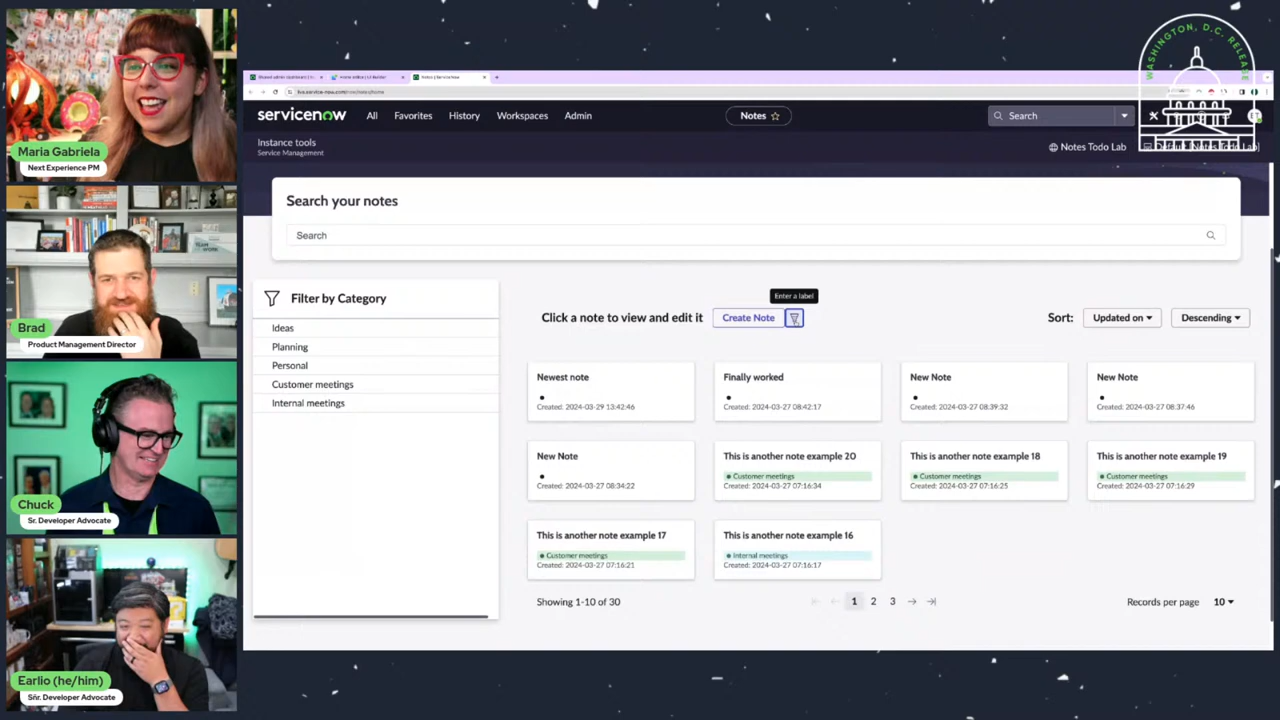 Maria Gabriela
Next Experience PM
Brad
Product Management Director
Chuck
Sr. Developer Advocate
Earlio (he/him)
Sñr. Developer Advocate
WASHINGTON, D.C. RELEASE
Notes | ServiceNow
servicenow All Favorites History Workspaces Admin Notes Search
Instance tools
Service Management
Notes Todo Lab
Search your notes
Search
Filter by Category
Ideas
Planning
Personal
Customer meetings
Internal meetings
Enter a label
Click a note to view and edit it Create Note Sort: Updated on Descending
Newest note
Created: 2024-03-29 13:42:46
Finally worked
Created: 2024-03-27 08:42:17
New Note
Created: 2024-03-27 08:39:32
New Note
Created: 2024-03-27 08:37:46
New Note
Created: 2024-03-27 08:34:22
This is another note example 20
Customer meetings
Created: 2024-03-27 07:16:34
This is another note example 18
Customer meetings
Created: 2024-03-27 07:16:25
This is another note example 19
Customer meetings
Created: 2024-03-27 07:16:29
This is another note example 17
Customer meetings
Created: 2024-03-27 07:16:21
This is another note example 16
Internal meetings
Created: 2024-03-27 07:16:17
Showing 1-10 of 30 1 2 3 Records per page 10